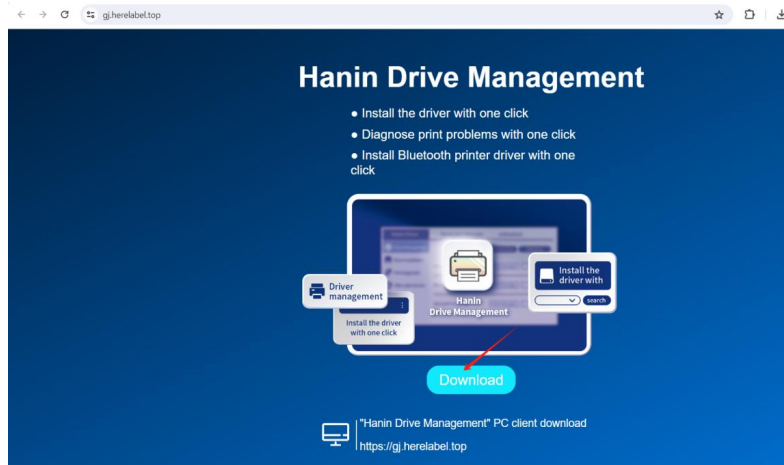 gj.herelabel.top
Hanin Drive Management
● Install the driver with one click
● Diagnose print problems with one click
● Install Bluetooth printer driver with one
click
Driver
management
Install the driver
with one click
Hanin
Drive Management
Install the
driver with
search
Download
"Hanin Drive Management" PC client download
https://gj.herelabel.top